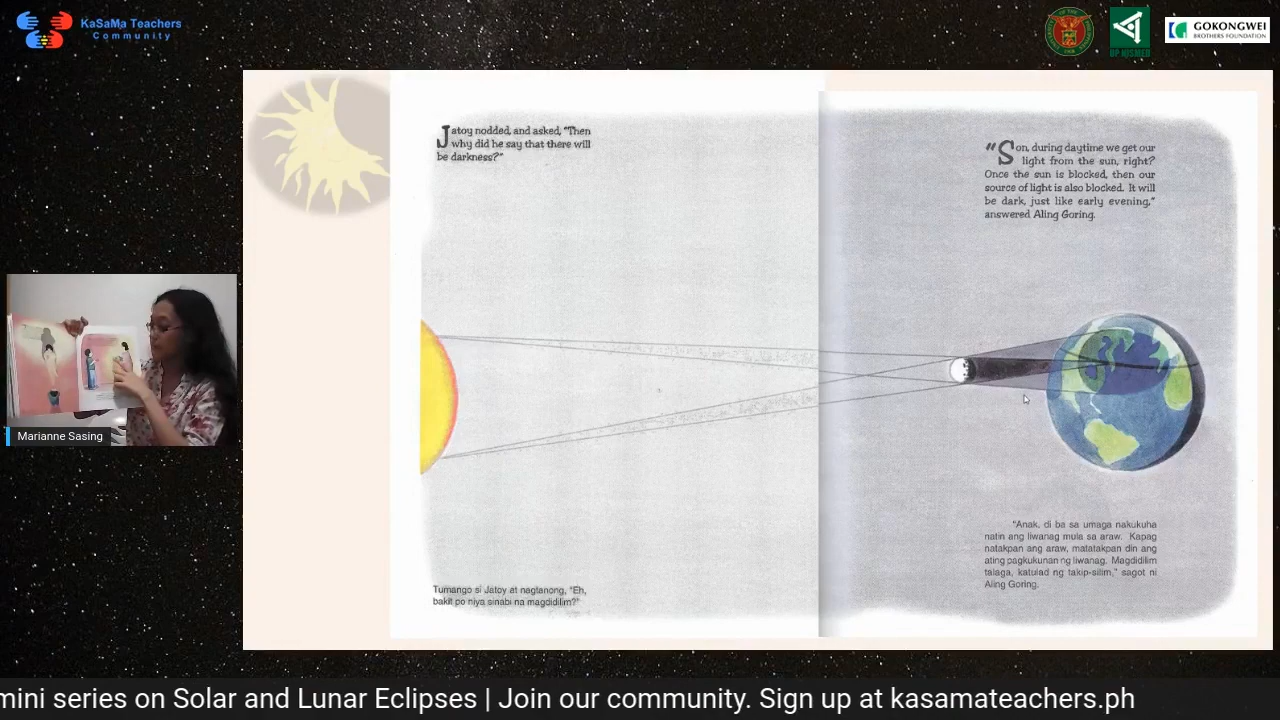 KaSaMa Teachers
Community
UP NISMED
GOKONGWEI
BROTHERS FOUNDATION
Jatoy nodded, and asked, "Then
why did he say that there will
be darkness?"
"Son, during daytime we get our
light from the sun, right?
Once the sun is blocked, then our
source of light is also blocked. It will
be dark, just like early evening,"
answered Aling Goring.
Marianne Sasing
"Anak, di ba sa umaga nakukuha
natin ang liwanag mula sa araw. Kapag
natakpan ang araw, matatakpan din ang
ating pagkukunan ng liwanag. Magdidilim
talaga, katulad ng takip-silim," sagot ni
Aling Goring.
Tumango si Jatoy at nagtanong, "Eh,
bakit po niya sinabi na magdidilim?"
mini series on Solar and Lunar Eclipses | Join our community. Sign up at kasamateachers.ph